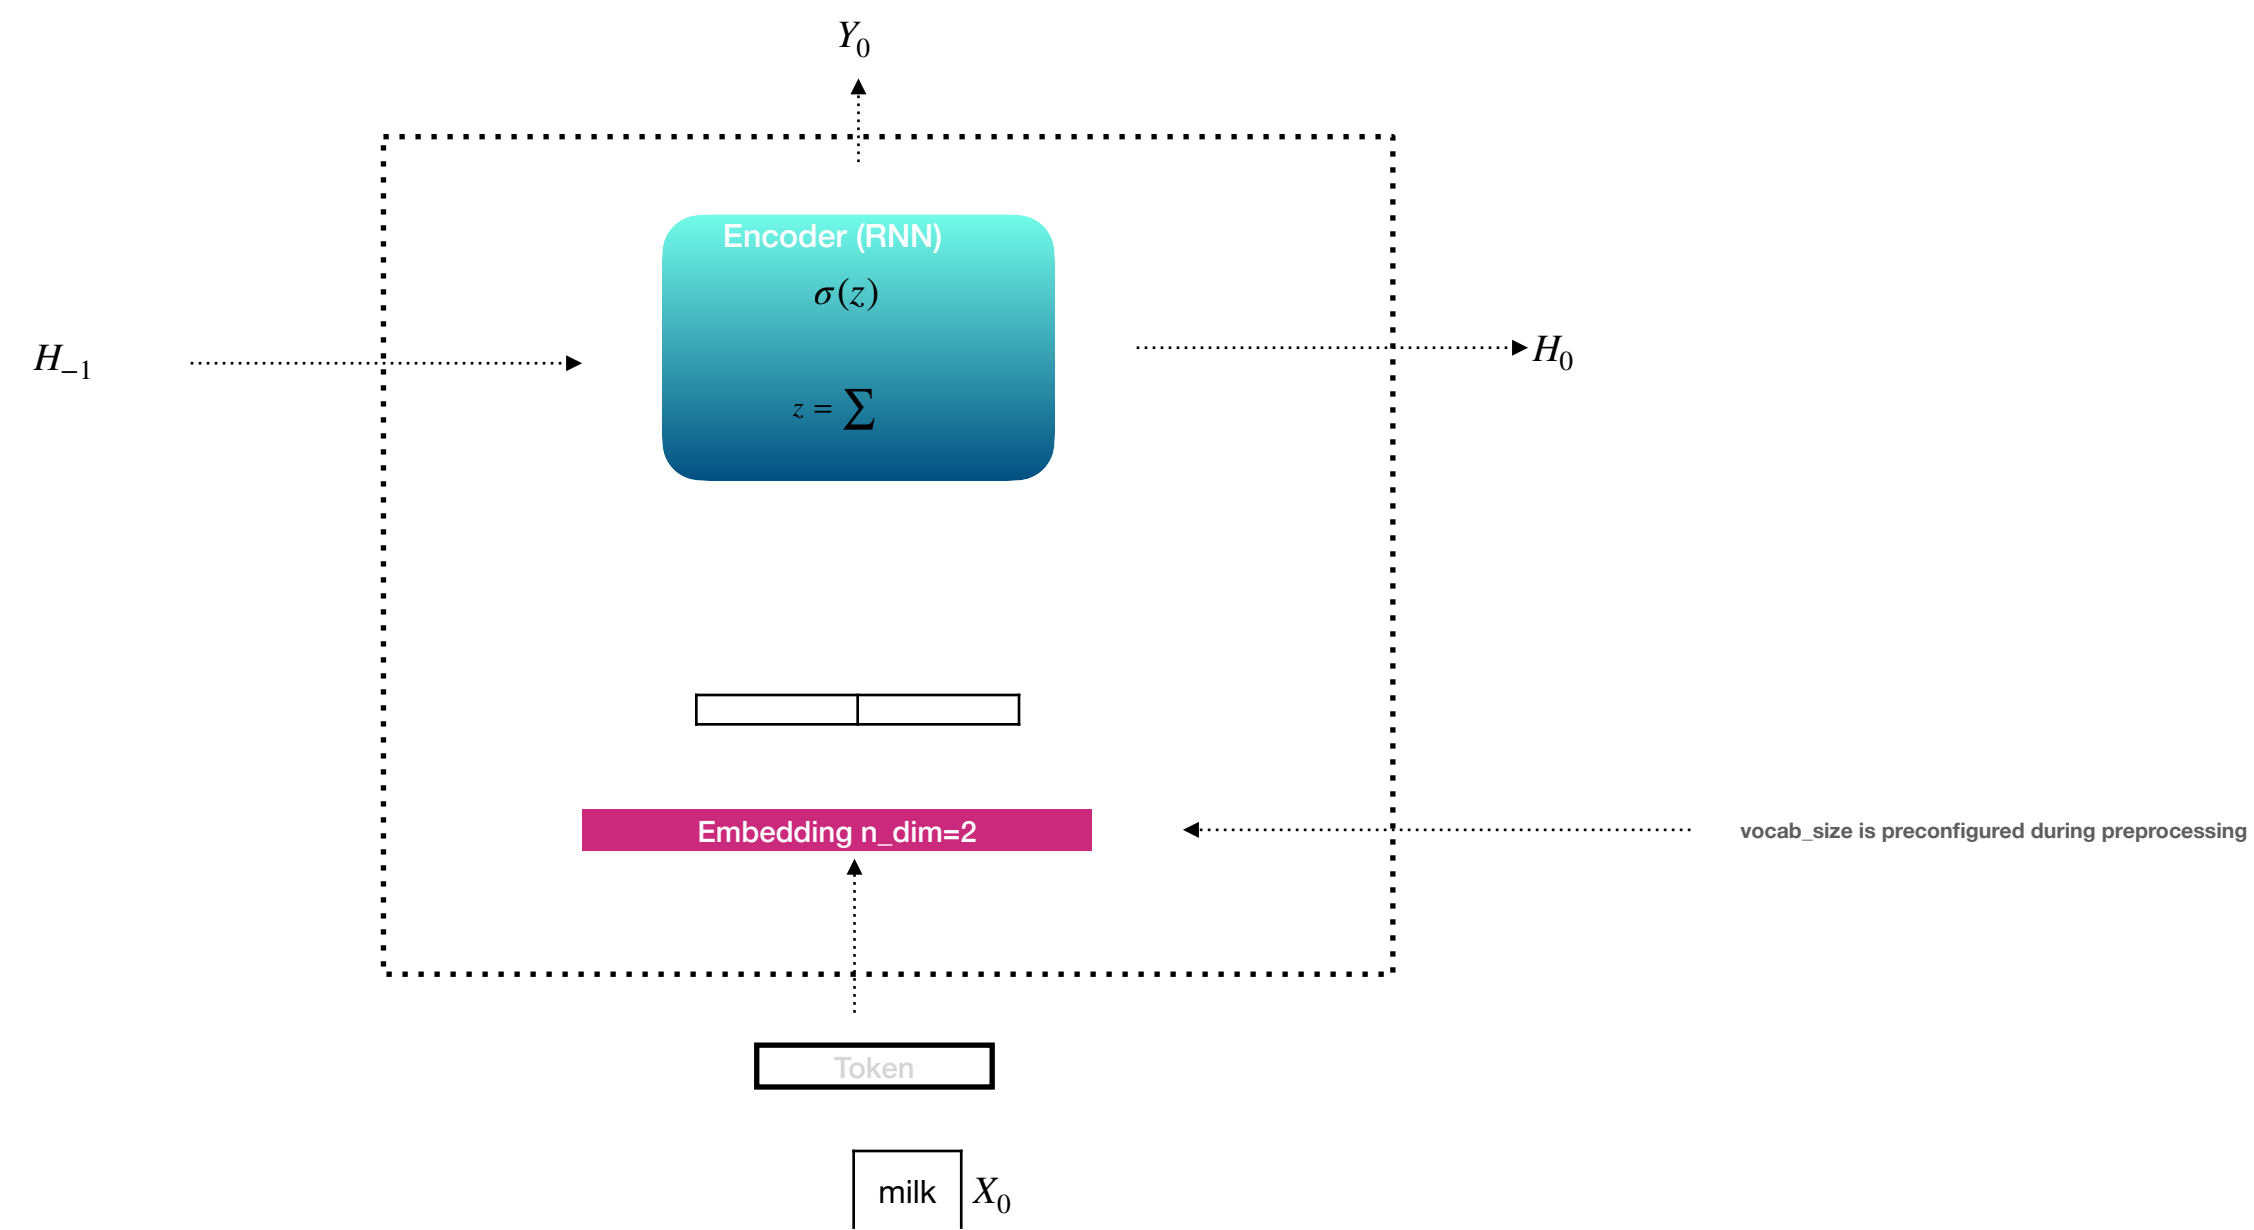 Y₀
Encoder (RNN)
σ(z)
H₋₁
H₀
z = ∑
Embedding n_dim=2
vocab_size is preconfigured during preprocessing
Token
milk X₀